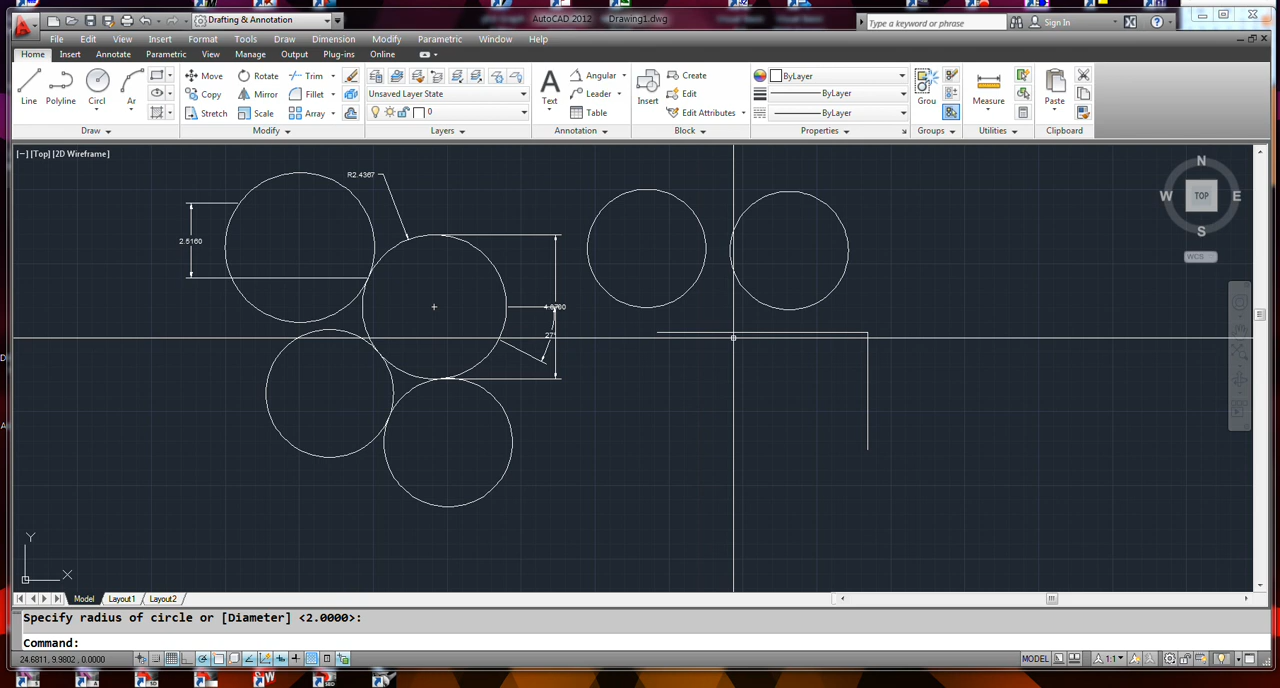 Drafting & Annotation
AutoCAD 2012 Drawing1.dwg
Type a keyword or phrase
Sign In
File Edit View Insert Format Tools Draw Dimension Modify Parametric Window Help
Home Insert Annotate Parametric View Manage Output Plug-ins Online
Line
Polyline
Circl
Ar
Move
Rotate
Trim
Copy
Mirror
Fillet
Stretch
Scale
Array
Unsaved Layer State
0
Text
Angular
Leader
Table
Insert
Create
Edit
Edit Attributes
ByLayer
ByLayer
ByLayer
Grou
Measure
Paste
Draw
Modify
Layers
Annotation
Block
Properties
Groups
Utilities
Clipboard
[−] [Top] [2D Wireframe]
R2.4367
2.5160
27
N
W
TOP
E
S
WCS
Y
X
Model Layout1 Layout2
Specify radius of circle or [Diameter] <2.0000>:
Command:
24.6811, 9.9802, 0.0000
MODEL
1:1